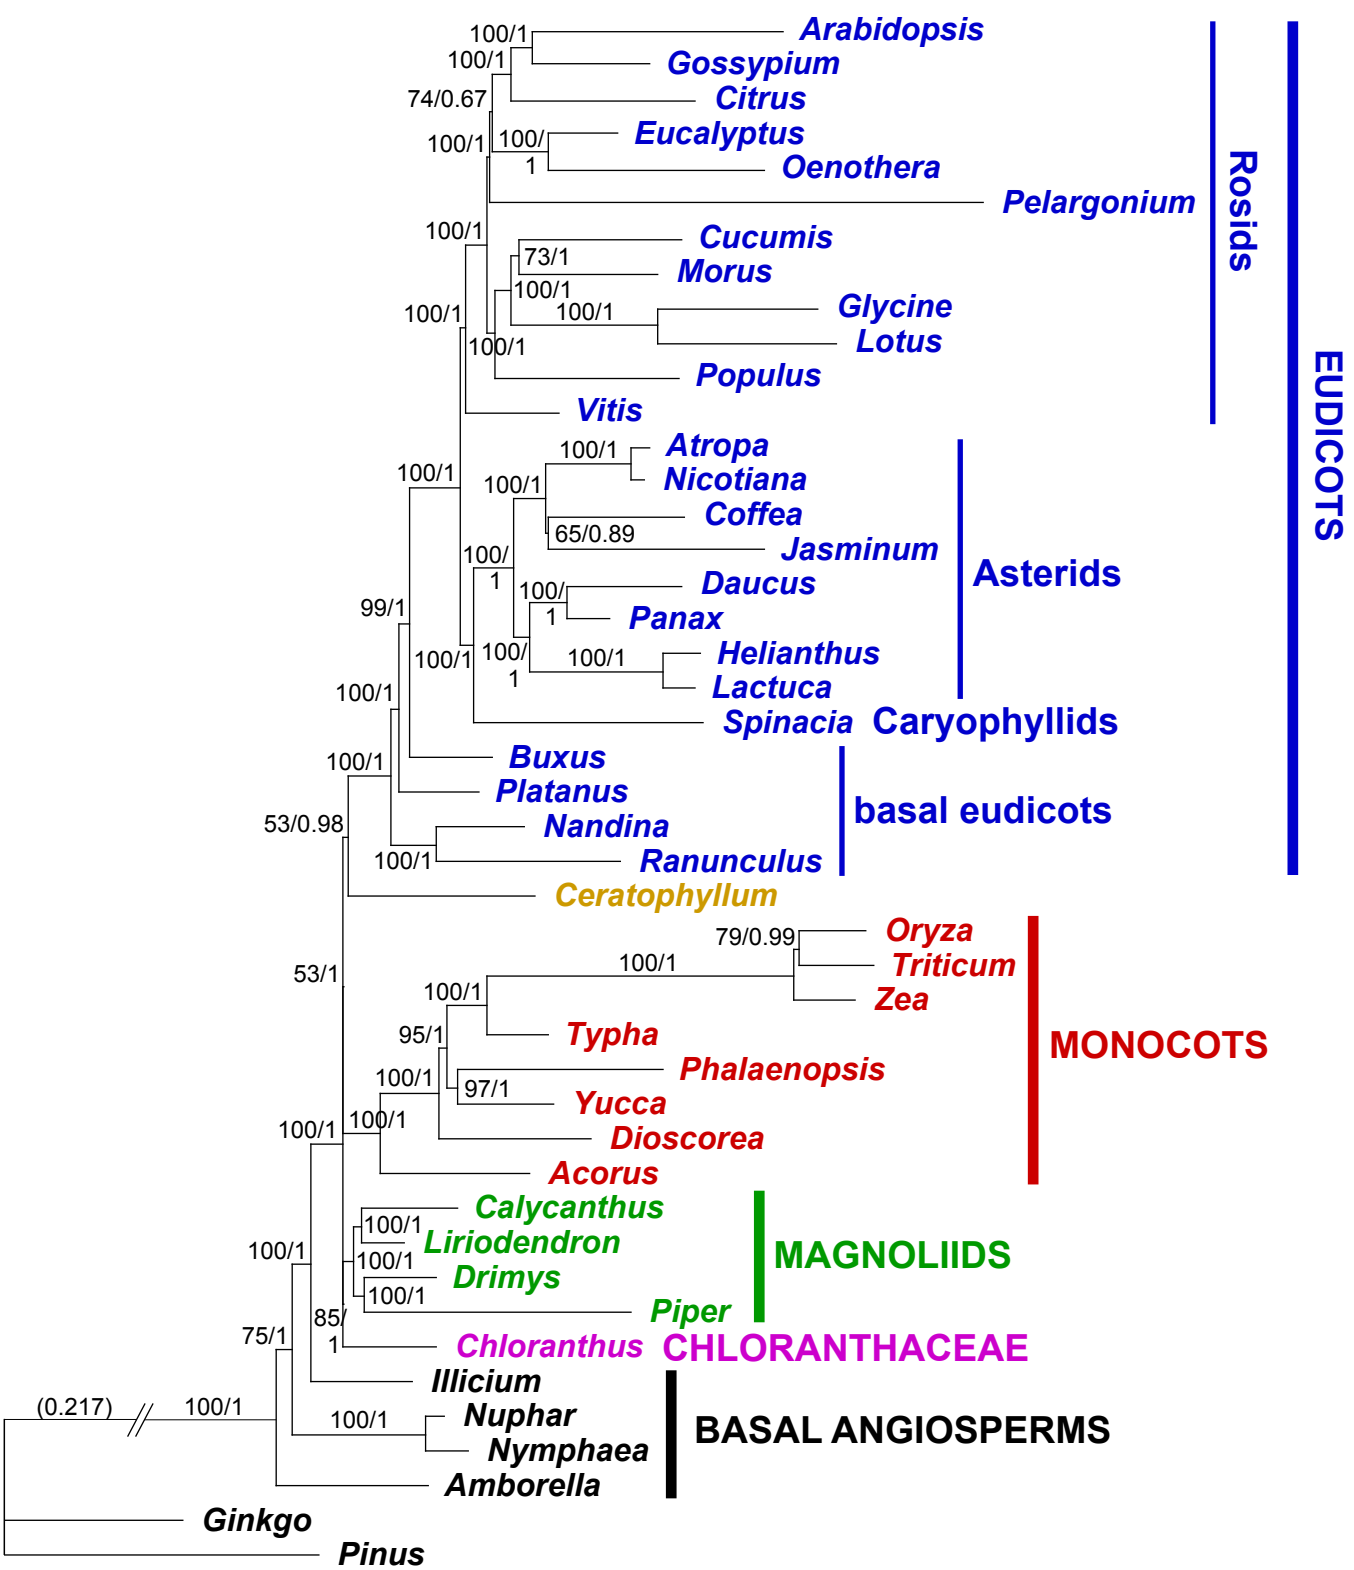 100/1 Arabidopsis
100/1 Gossypium
74/0.67 Citrus
100/1 100/ Eucalyptus
1 Oenothera
Pelargonium
Rosids
100/1 Cucumis
73/1 Morus
100/1
100/1 100/1 Glycine
100/1 Lotus
Populus
Vitis
EUDICOTS
100/1 Atropa
100/1 100/1 Nicotiana
Coffea
65/0.89 Jasminum
100/
1
Asterids
100/ Daucus
99/1 1 Panax
100/1 100/ 100/1 Helianthus
1 Lactuca
100/1
Spinacia Caryophyllids
100/1 Buxus
Platanus
basal eudicots
53/0.98 Nandina
100/1 Ranunculus
Ceratophyllum
79/0.99 Oryza
53/1 100/1 Triticum
100/1 Zea
95/1 Typha
MONOCOTS
100/1 Phalaenopsis
97/1 Yucca
100/1 100/1 Dioscorea
Acorus
Calycanthus
100/1 Liriodendron
100/1 100/1 Drimys
MAGNOLIIDS
100/1 Piper
85/
1
75/1 Chloranthus CHLORANTHACEAE
Illicium
(0.217) 100/1 100/1 Nuphar
BASAL ANGIOSPERMS
Nymphaea
Amborella
Ginkgo
Pinus